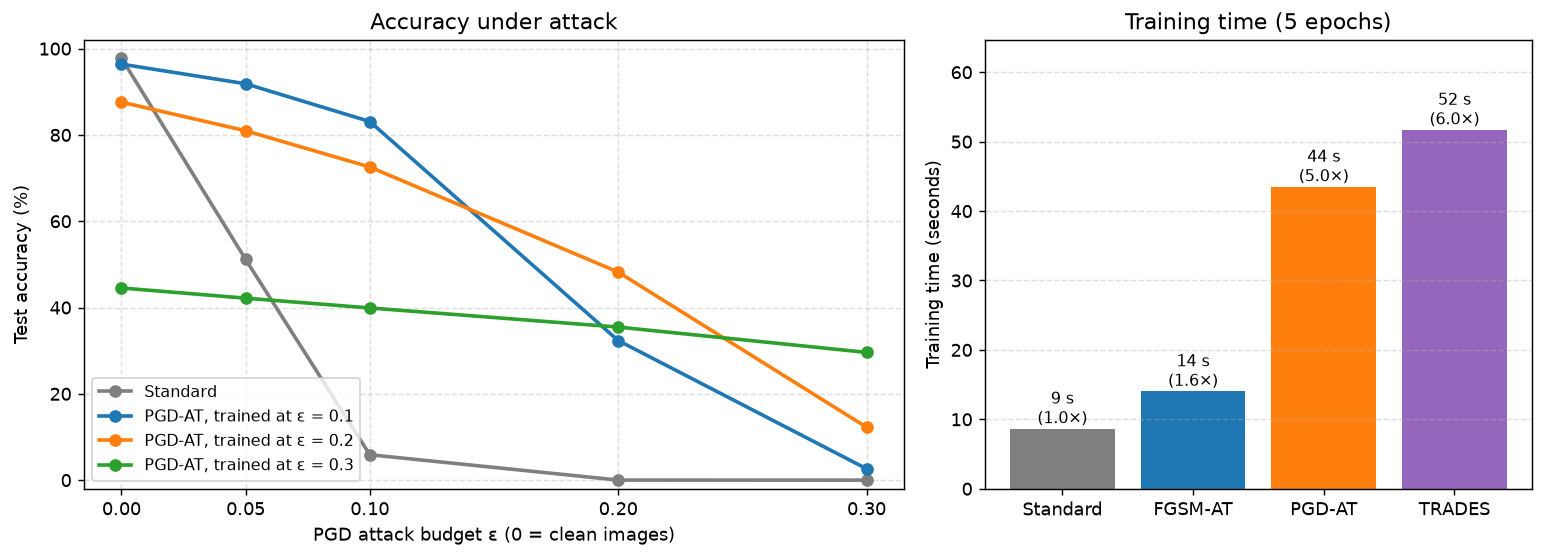 Accuracy under attack
Test accuracy (%)
100
80
60
40
20
0
Standard
PGD-AT, trained at ε = 0.1
PGD-AT, trained at ε = 0.2
PGD-AT, trained at ε = 0.3
0.00 0.05 0.10 0.20 0.30
PGD attack budget ε (0 = clean images)
Training time (5 epochs)
Training time (seconds)
60
50
40
30
20
10
0
9 s
(1.0×)
14 s
(1.6×)
44 s
(5.0×)
52 s
(6.0×)
Standard FGSM-AT PGD-AT TRADES